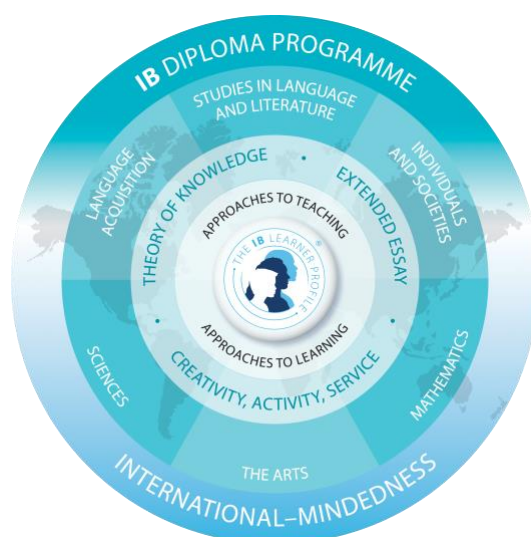 IB DIPLOMA PROGRAMME
STUDIES IN LANGUAGE
AND LITERATURE
LANGUAGE
ACQUISITION
INDIVIDUALS
AND SOCIETIES
THEORY OF KNOWLEDGE
EXTENDED ESSAY
APPROACHES TO TEACHING
THE IB LEARNER PROFILE
®
APPROACHES TO LEARNING
CREATIVITY, ACTIVITY, SERVICE
SCIENCES
MATHEMATICS
THE ARTS
INTERNATIONAL–MINDEDNESS